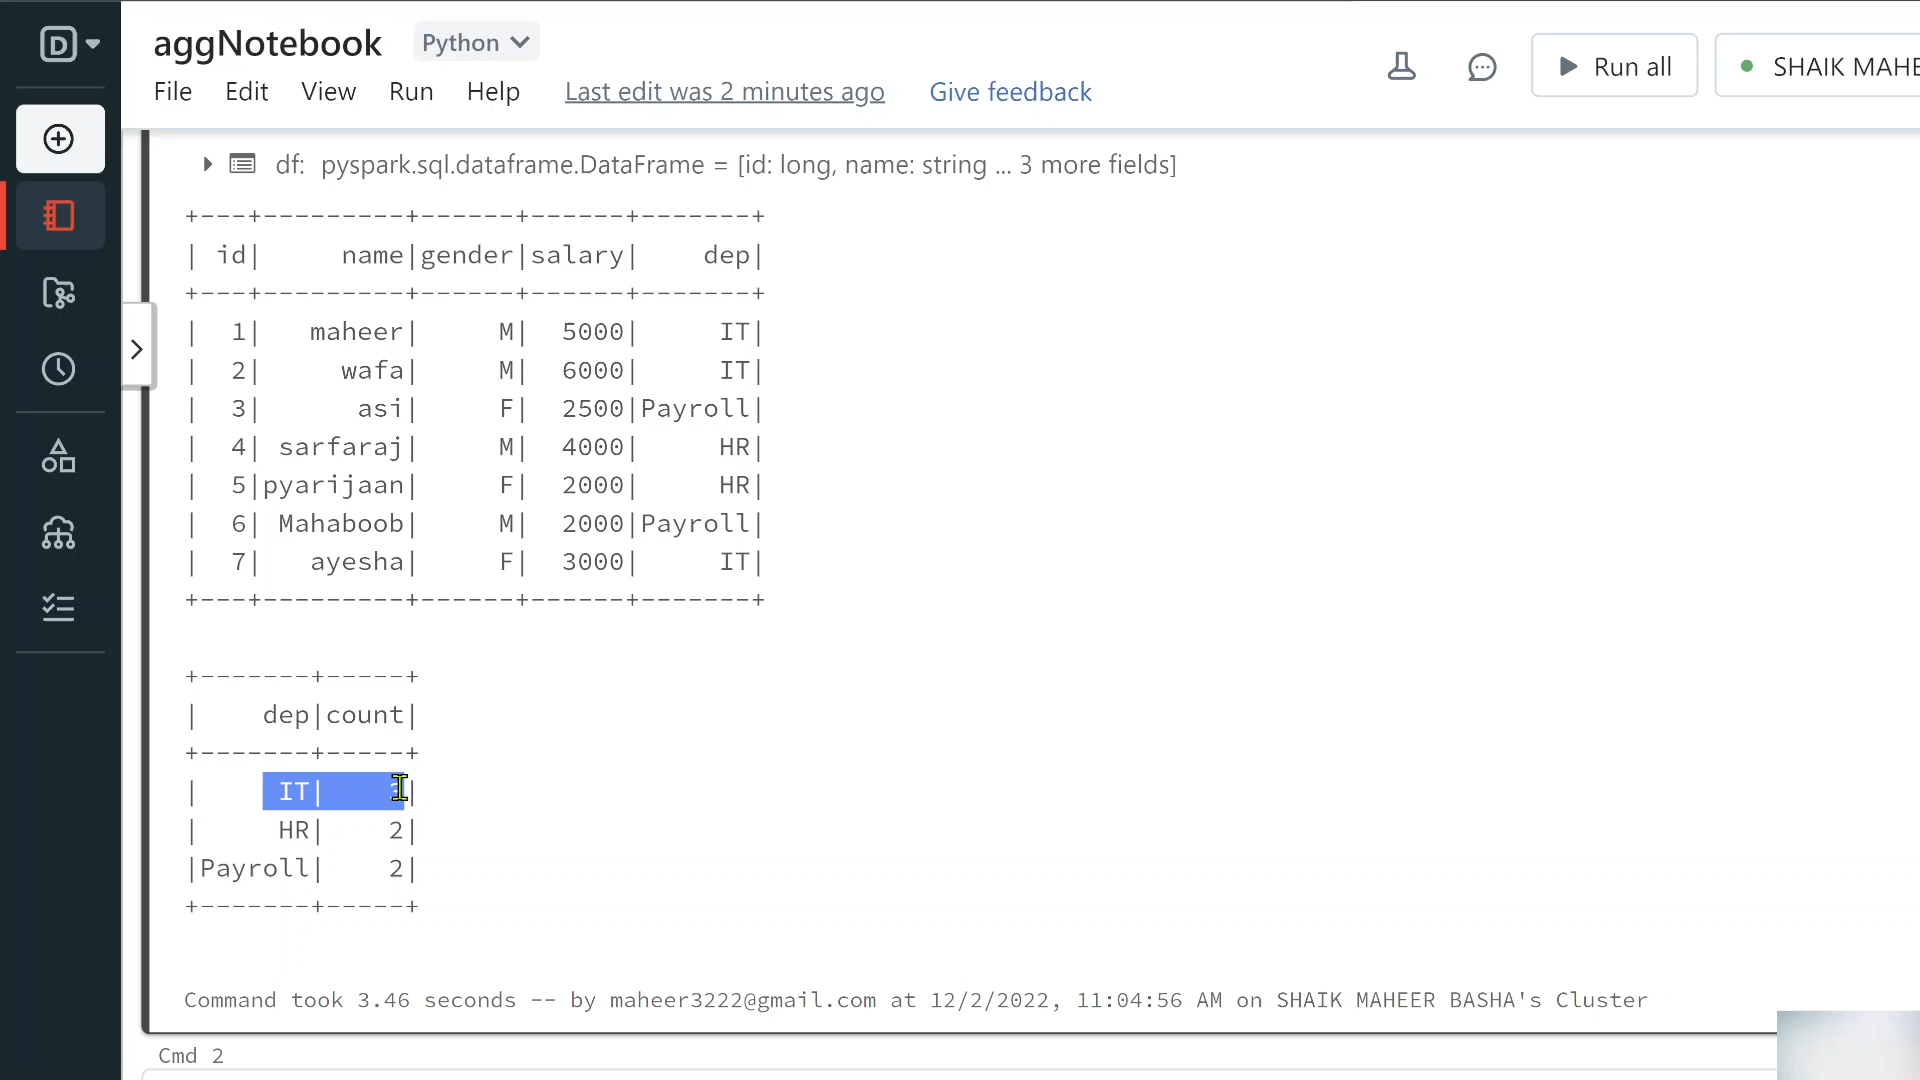 aggNotebook Python
File Edit View Run Help Last edit was 2 minutes ago Give feedback
Run all SHAIK MAHE
df: pyspark.sql.dataframe.DataFrame = [id: long, name: string ... 3 more fields]
+---+---------+------+------+-------+
| id|     name|gender|salary|    dep|
+---+---------+------+------+-------+
|  1|   maheer|     M|  5000|     IT|
|  2|     wafa|     M|  6000|     IT|
|  3|      asi|     F|  2500|Payroll|
|  4| sarfaraj|     M|  4000|     HR|
|  5|pyarijaan|     F|  2000|     HR|
|  6| Mahaboob|     M|  2000|Payroll|
|  7|   ayesha|     F|  3000|     IT|
+---+---------+------+------+-------+
+-------+-----+
|    dep|count|
+-------+-----+
|     IT|    |
|     HR|    2|
|Payroll|    2|
+-------+-----+
Command took 3.46 seconds -- by maheer3222@gmail.com at 12/2/2022, 11:04:56 AM on SHAIK MAHEER BASHA's Cluster
Cmd 2